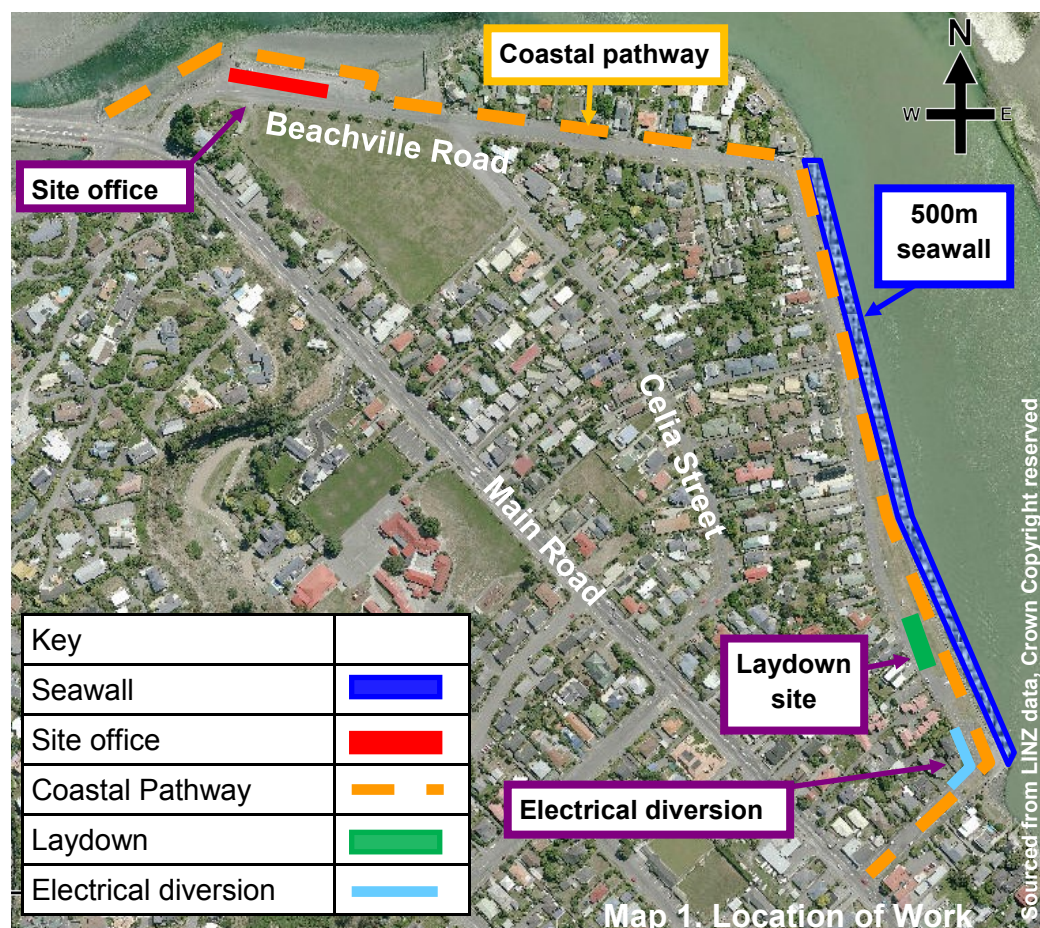 Coastal pathway
N
W
E
Beachville Road
Site office
500m
seawall
Celia Street
Main Road
Laydown
site
Electrical diversion
Key
Seawall
Site office
Coastal Pathway
Laydown
Electrical diversion
Map 1. Location of Work
Sourced from LINZ data, Crown Copyright reserved